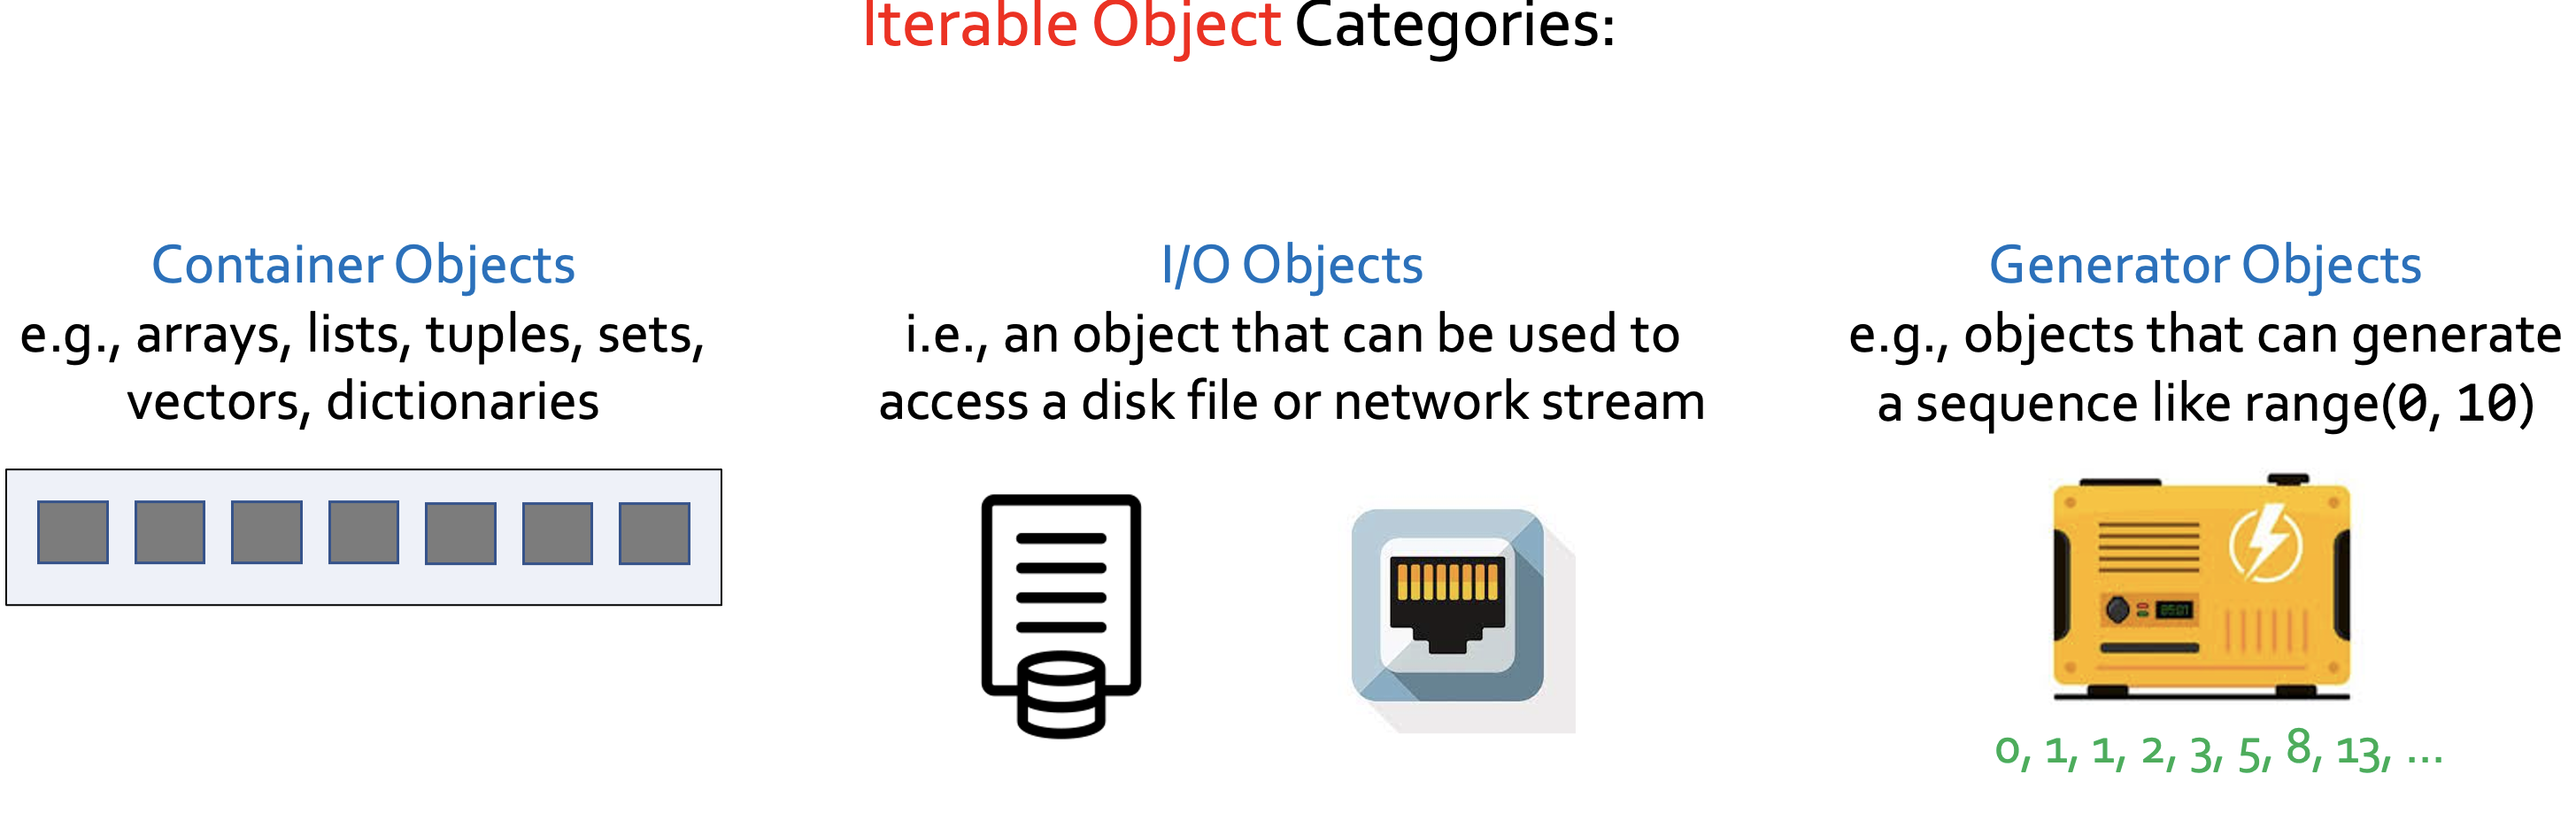 Iterable Object Categories:
Container Objects
e.g., arrays, lists, tuples, sets,
vectors, dictionaries
I/O Objects
i.e., an object that can be used to
access a disk file or network stream
Generator Objects
e.g., objects that can generate
a sequence like range(0, 10)
0, 1, 1, 2, 3, 5, 8, 13, ...